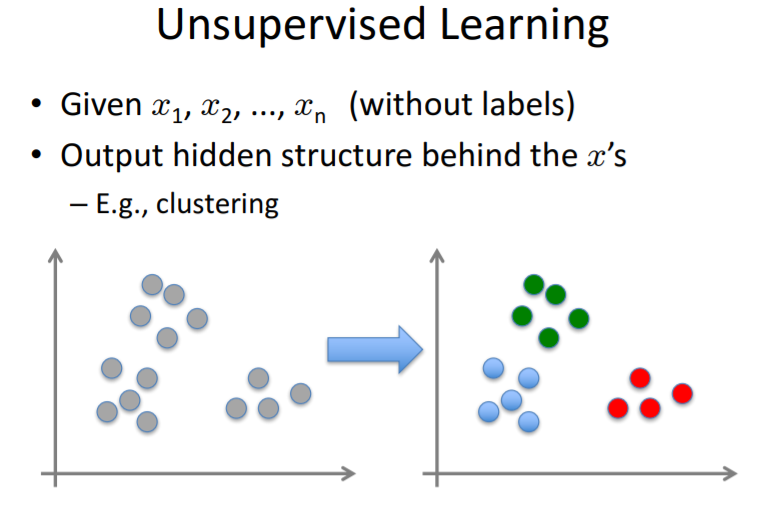 Unsupervised Learning
• Given x₁, x₂, ..., xₙ (without labels)
• Output hidden structure behind the x's
– E.g., clustering